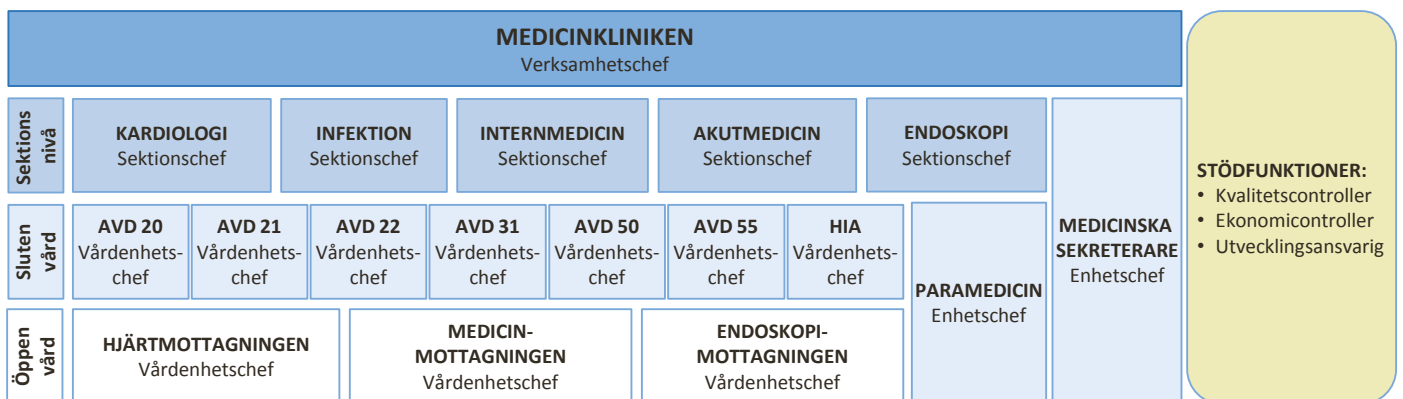 MEDICINKLINIKEN
Verksamhetschef
Sektions
nivå
KARDIOLOGI
Sektionschef
INFEKTION
Sektionschef
INTERNMEDICIN
Sektionschef
AKUTMEDICIN
Sektionschef
ENDOSKOPI
Sektionschef
Sluten
vård
AVD 20
Vårdenhets-
chef
AVD 21
Vårdenhets-
chef
AVD 22
Vårdenhets-
chef
AVD 31
Vårdenhets-
chef
AVD 50
Vårdenhets-
chef
AVD 55
Vårdenhets-
chef
HIA
Vårdenhets-
chef
Öppen
vård
HJÄRTMOTTAGNINGEN
Vårdenhetschef
MEDICIN-
MOTTAGNINGEN
Vårdenhetschef
ENDOSKOPI-
MOTTAGNINGEN
Vårdenhetschef
PARAMEDICIN
Enhetschef
MEDICINSKA
SEKRETERARE
Enhetschef
STÖDFUNKTIONER:
• Kvalitetscontroller
• Ekonomicontroller
• Utvecklingsansvarig